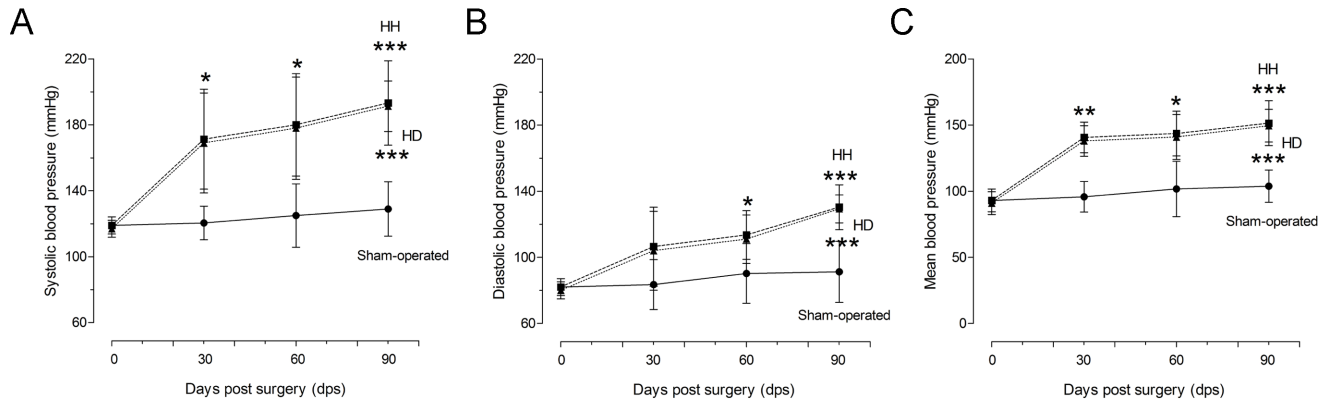 A
HH
***
220
*
*
180
HD
***
140
100
Sham-operated
60
Systolic blood pressure (mmHg)
0
30
60
90
Days post surgery (dps)
B
220
180
HH
***
140
*
HD
***
100
Sham-operated
60
Diastolic blood pressure (mmHg)
0
30
60
90
Days post surgery (dps)
C
200
HH
***
**
*
150
HD
***
100
Sham-operated
50
0
Mean blood pressure (mmHg)
0
30
60
90
Days post surgery (dps)